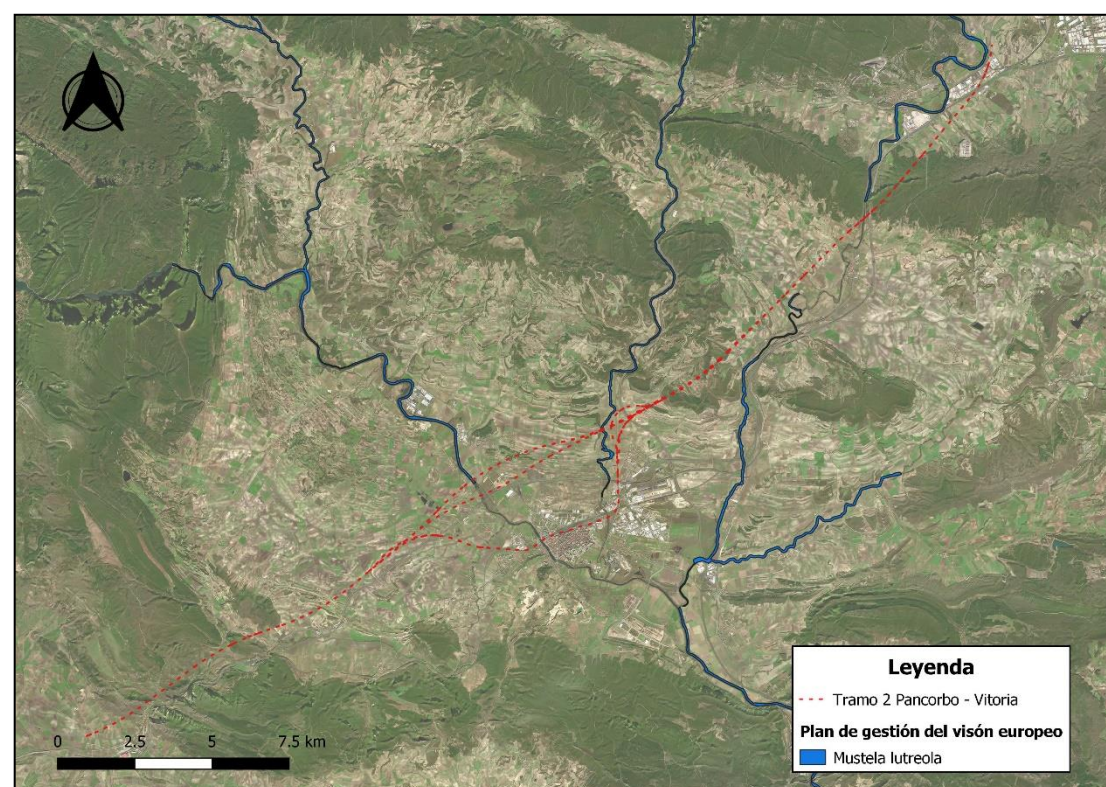 0 2.5 5 7.5 km
Leyenda
Tramo 2 Pancorbo - Vitoria
Plan de gestión del visón europeo
Mustela lutreola